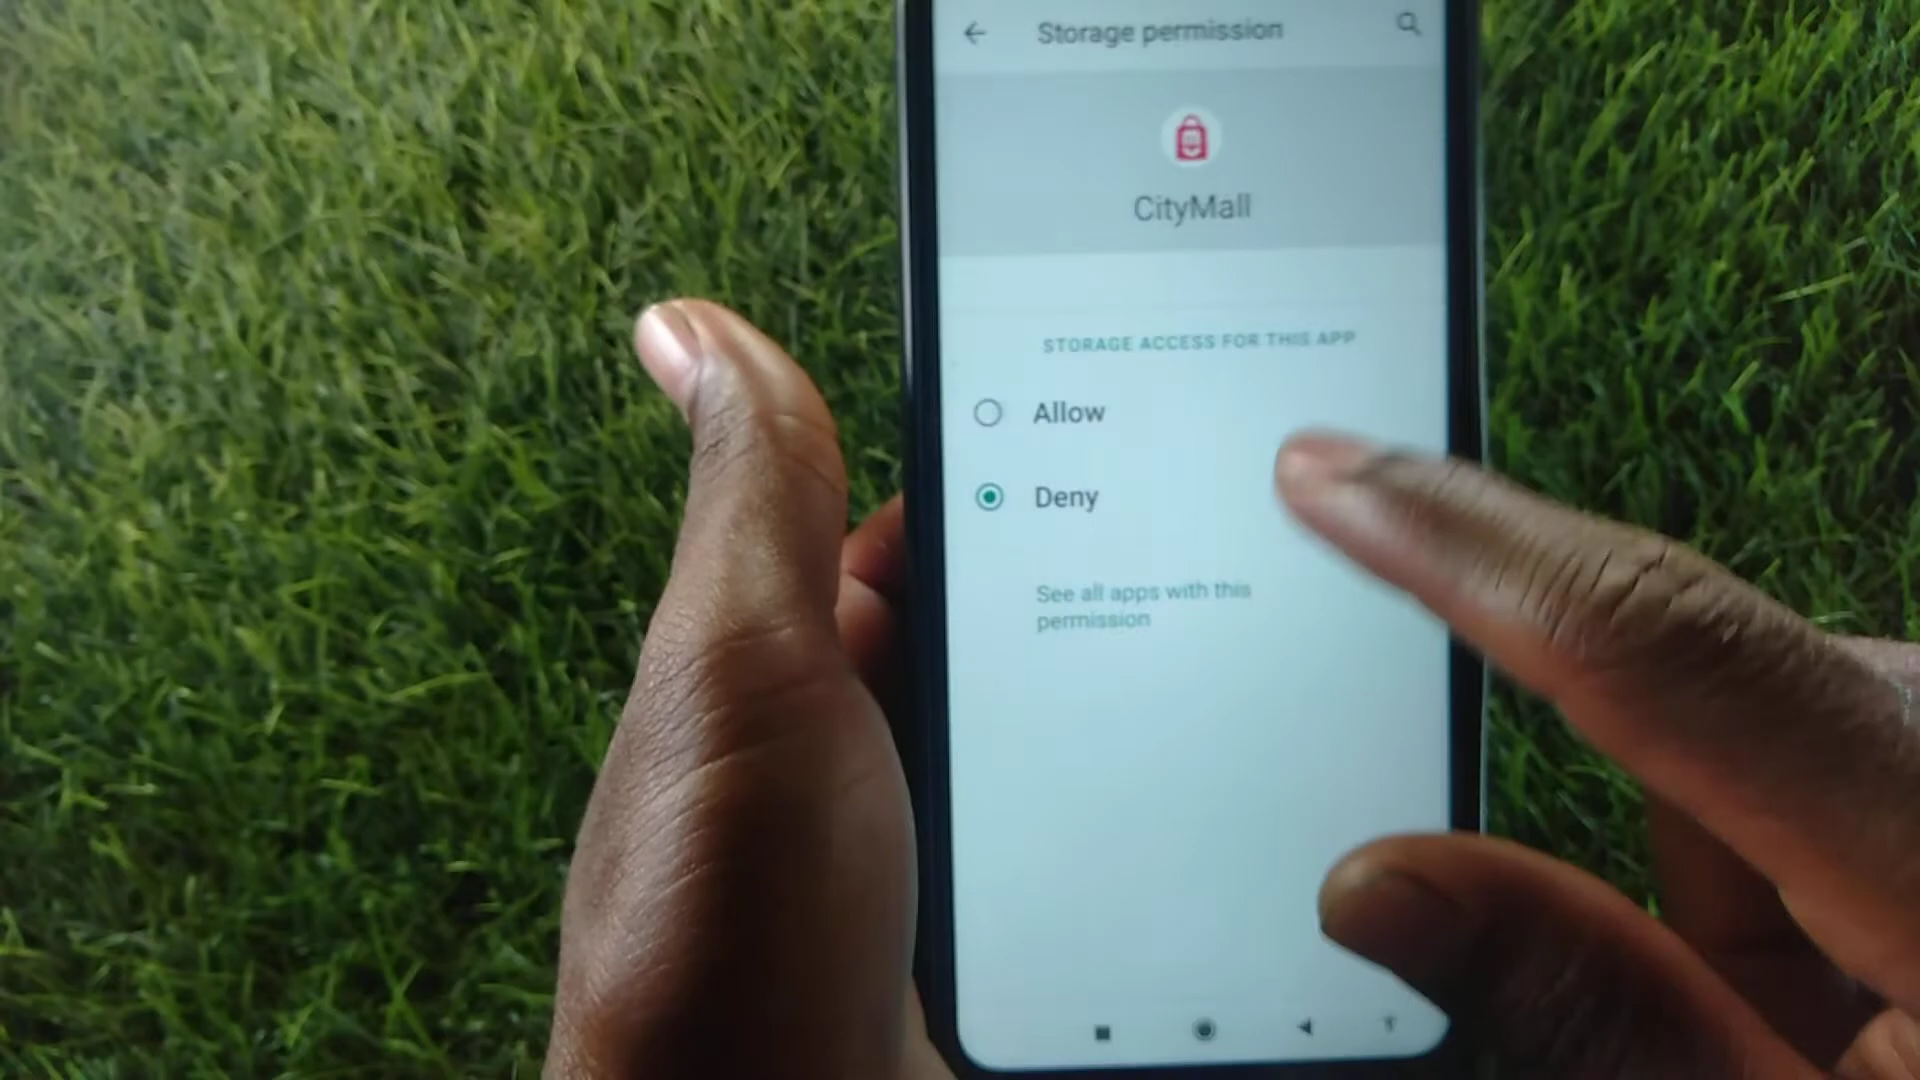 Storage permission
CityMall
STORAGE ACCESS FOR THIS APP
Allow
Deny
See all apps with this
permission